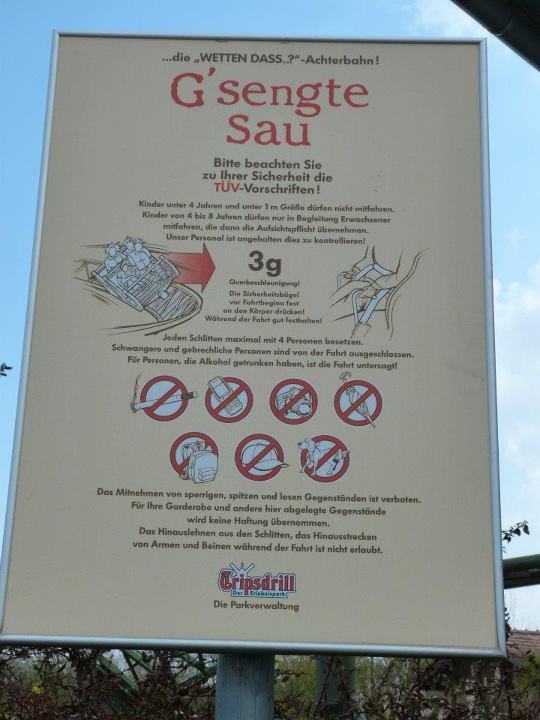 ...die „WETTEN DASS..?"-Achterbahn!
G'sengte
Sau
Bitte beachten Sie
zu Ihrer Sicherheit die
TÜV-Vorschriften!
Kinder unter 4 Jahren und unter 1 m Größe dürfen nicht mitfahren.
Kinder von 4 bis 8 Jahren dürfen nur in Begleitung Erwachsener
mitfahren, die dann die Aufsichtspflicht übernehmen.
Unser Personal ist angehalten dies zu kontrollieren!
3g
Querbeschleunigung!
Die Sicherheitsbügel
vor Fahrtbeginn fest
an den Körper drücken!
Während der Fahrt gut festhalten!
Jeden Schlitten maximal mit 4 Personen besetzen.
Schwangere und gebrechliche Personen sind von der Fahrt ausgeschlossen.
Für Personen, die Alkohol getrunken haben, ist die Fahrt untersagt!
Das Mitnehmen von sperrigen, spitzen und losen Gegenständen ist verboten.
Für Ihre Garderobe und andere hier abgelegte Gegenstände
wird keine Haftung übernommen.
Das Hinauslehnen aus den Schlitten, das Hinausstrecken
von Armen und Beinen während der Fahrt ist nicht erlaubt.
Tripsdrill
Der Erlebnispark
Die Parkverwaltung